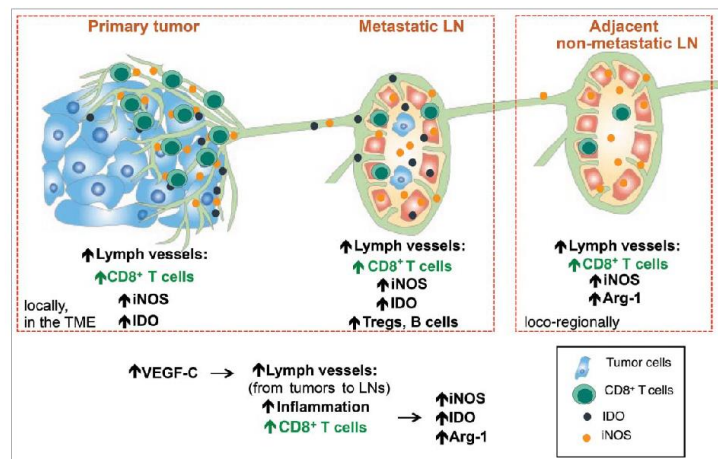 Primary tumor
Metastatic LN
Adjacent
non-metastatic LN
↑Lymph vessels:
↑CD8⁺ T cells
↑iNOS
↑IDO
locally,
in the TME
↑Lymph vessels:
↑CD8⁺ T cells
↑iNOS
↑IDO
↑Tregs, B cells
↑Lymph vessels:
↑CD8⁺ T cells
↑iNOS
↑Arg-1
loco-regionally
↑VEGF-C → ↑Lymph vessels:
(from tumors to LNs)
↑Inflammation
↑CD8⁺ T cells
→ ↑iNOS
↑IDO
↑Arg-1
Tumor cells
CD8⁺ T cells
IDO
iNOS